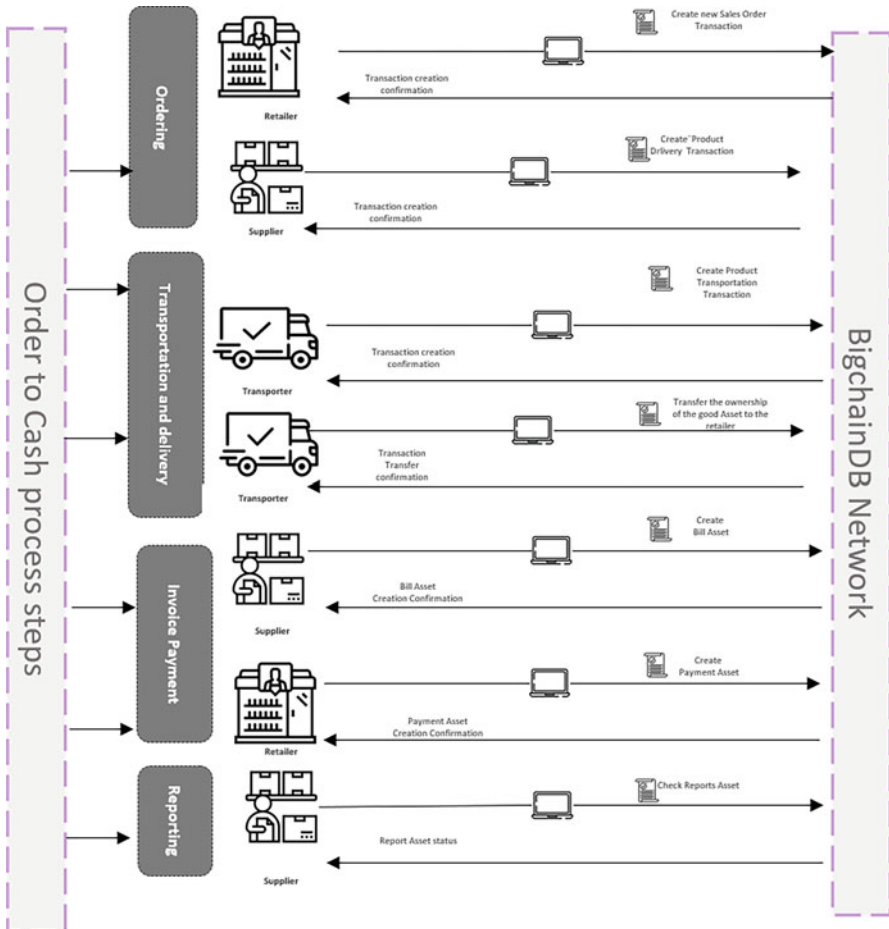 Order to Cash process steps
BigchainDB Network
Ordering
Create new Sales Order
Transaction
Transaction creation
confirmation
Retailer
Create¨Product
Drlivery Transaction
Transaction creation
confirmation
Supplier
Transportation and delivery
Create Product
Transportation
Transaction
Transaction creation
confirmation
Transporter
Transfer the ownership
of the good Asset to the
retailer
Transaction
Transfer
confirmation
Transporter
Invoice Payment
Create
Bill Asset
Bill Asset
Creation Confirmation
Supplier
Create
Payment Asset
Payment Asset
Creation Confirmation
Retailer
Reporting
Check Reports Asset
Report Asset status
Supplier